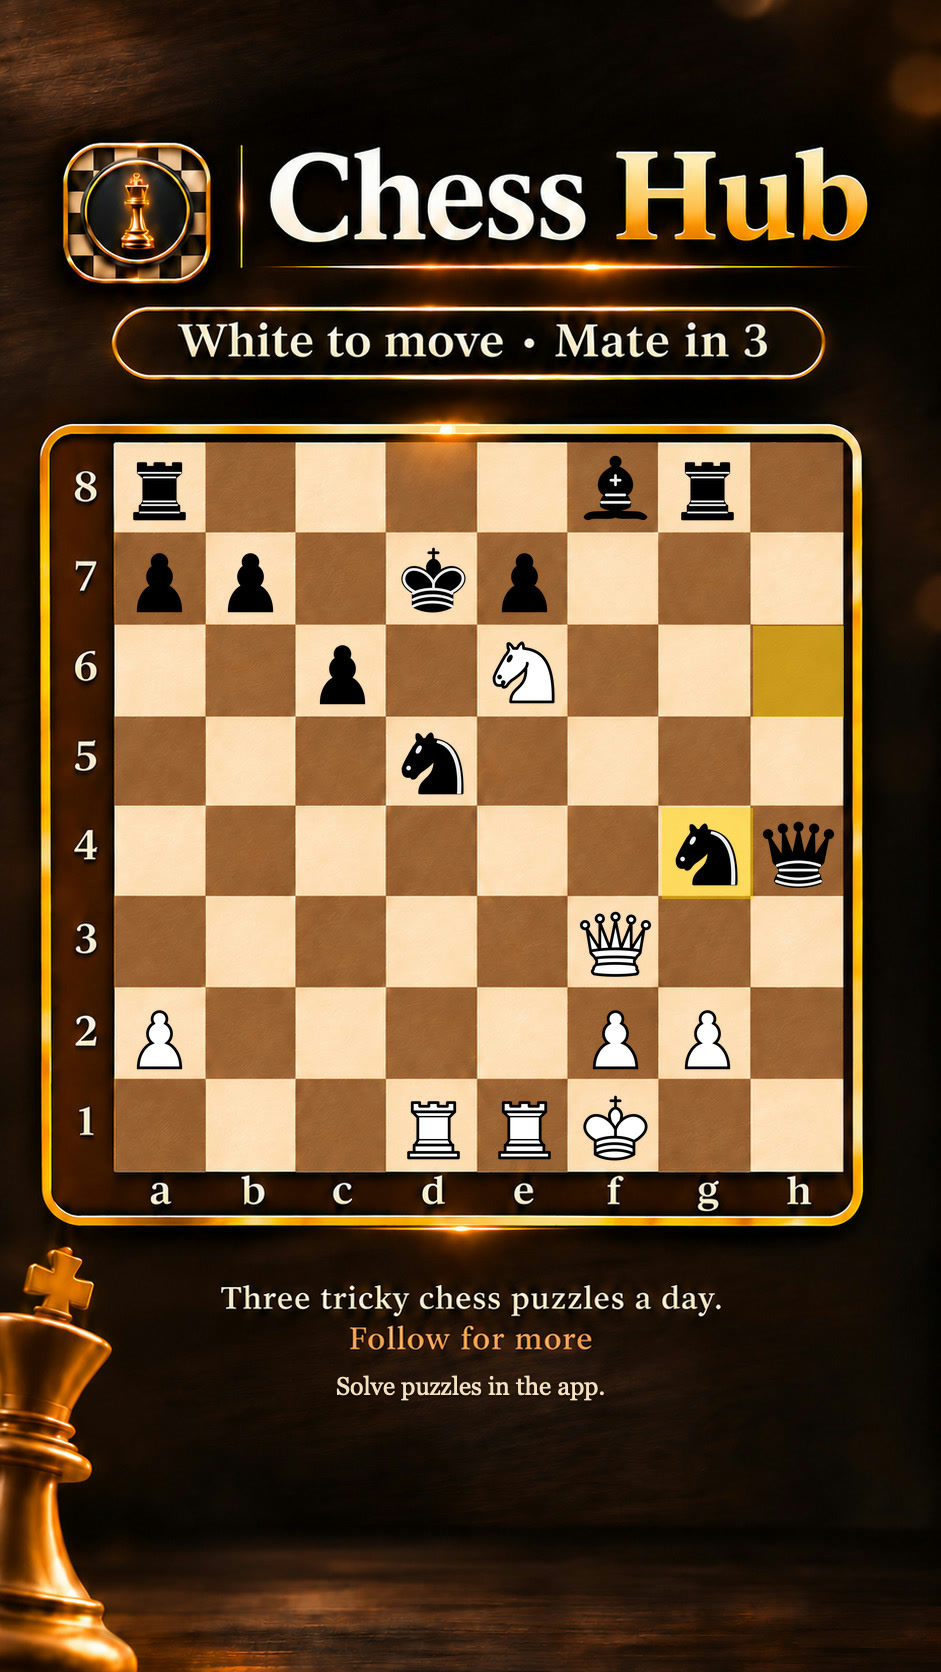 Chess Hub
White to move • Mate in 3
8
7
6
5
4
3
2
1
a b c d e f g h
Three tricky chess puzzles a day.
Follow for more
Solve puzzles in the app.